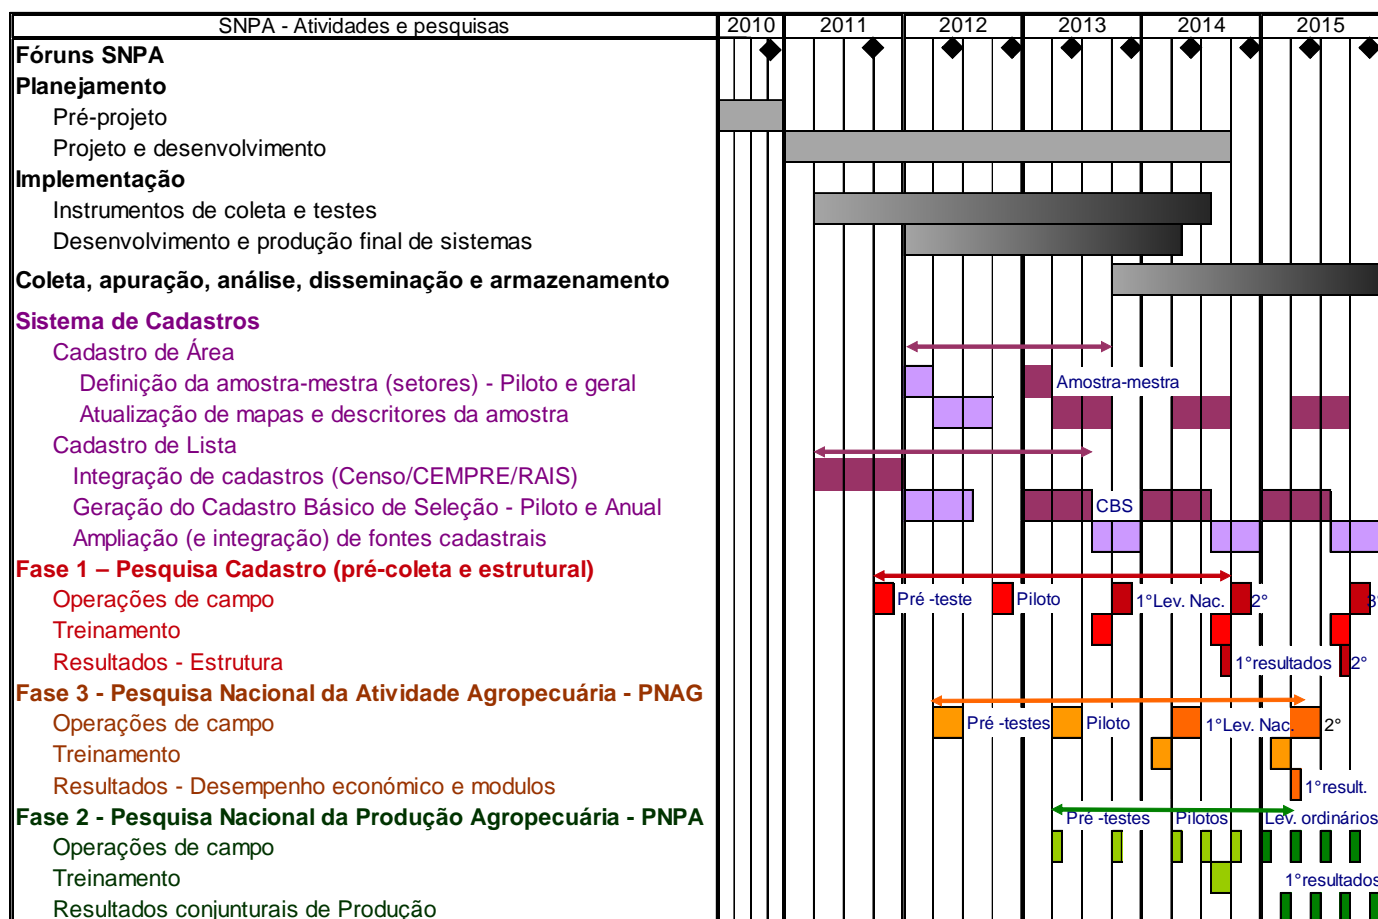 SNPA - Atividades e pesquisas 2010 2011 2012 2013 2014 2015
Fóruns SNPA
Planejamento
Pré-projeto
Projeto e desenvolvimento
Implementação
Instrumentos de coleta e testes
Desenvolvimento e produção final de sistemas
Coleta, apuração, análise, disseminação e armazenamento
Sistema de Cadastros
Cadastro de Área
Definição da amostra-mestra (setores) - Piloto e geral Amostra-mestra
Atualização de mapas e descritores da amostra
Cadastro de Lista
Integração de cadastros (Censo/CEMPRE/RAIS)
Geração do Cadastro Básico de Seleção - Piloto e Anual CBS
Ampliação (e integração) de fontes cadastrais
Fase 1 – Pesquisa Cadastro (pré-coleta e estrutural)
Operações de campo Pré -teste Piloto 1°Lev. Nac. 2° 3°
Treinamento
Resultados - Estrutura 1°resultados 2°
Fase 3 - Pesquisa Nacional da Atividade Agropecuária - PNAG
Operações de campo Pré -testes Piloto 1°Lev. Nac. 2°
Treinamento
Resultados - Desempenho económico e modulos 1°result.
Fase 2 - Pesquisa Nacional da Produção Agropecuária - PNPA Pré -testes Pilotos Lev. ordinários
Operações de campo
Treinamento 1°resultados
Resultados conjunturais de Produção